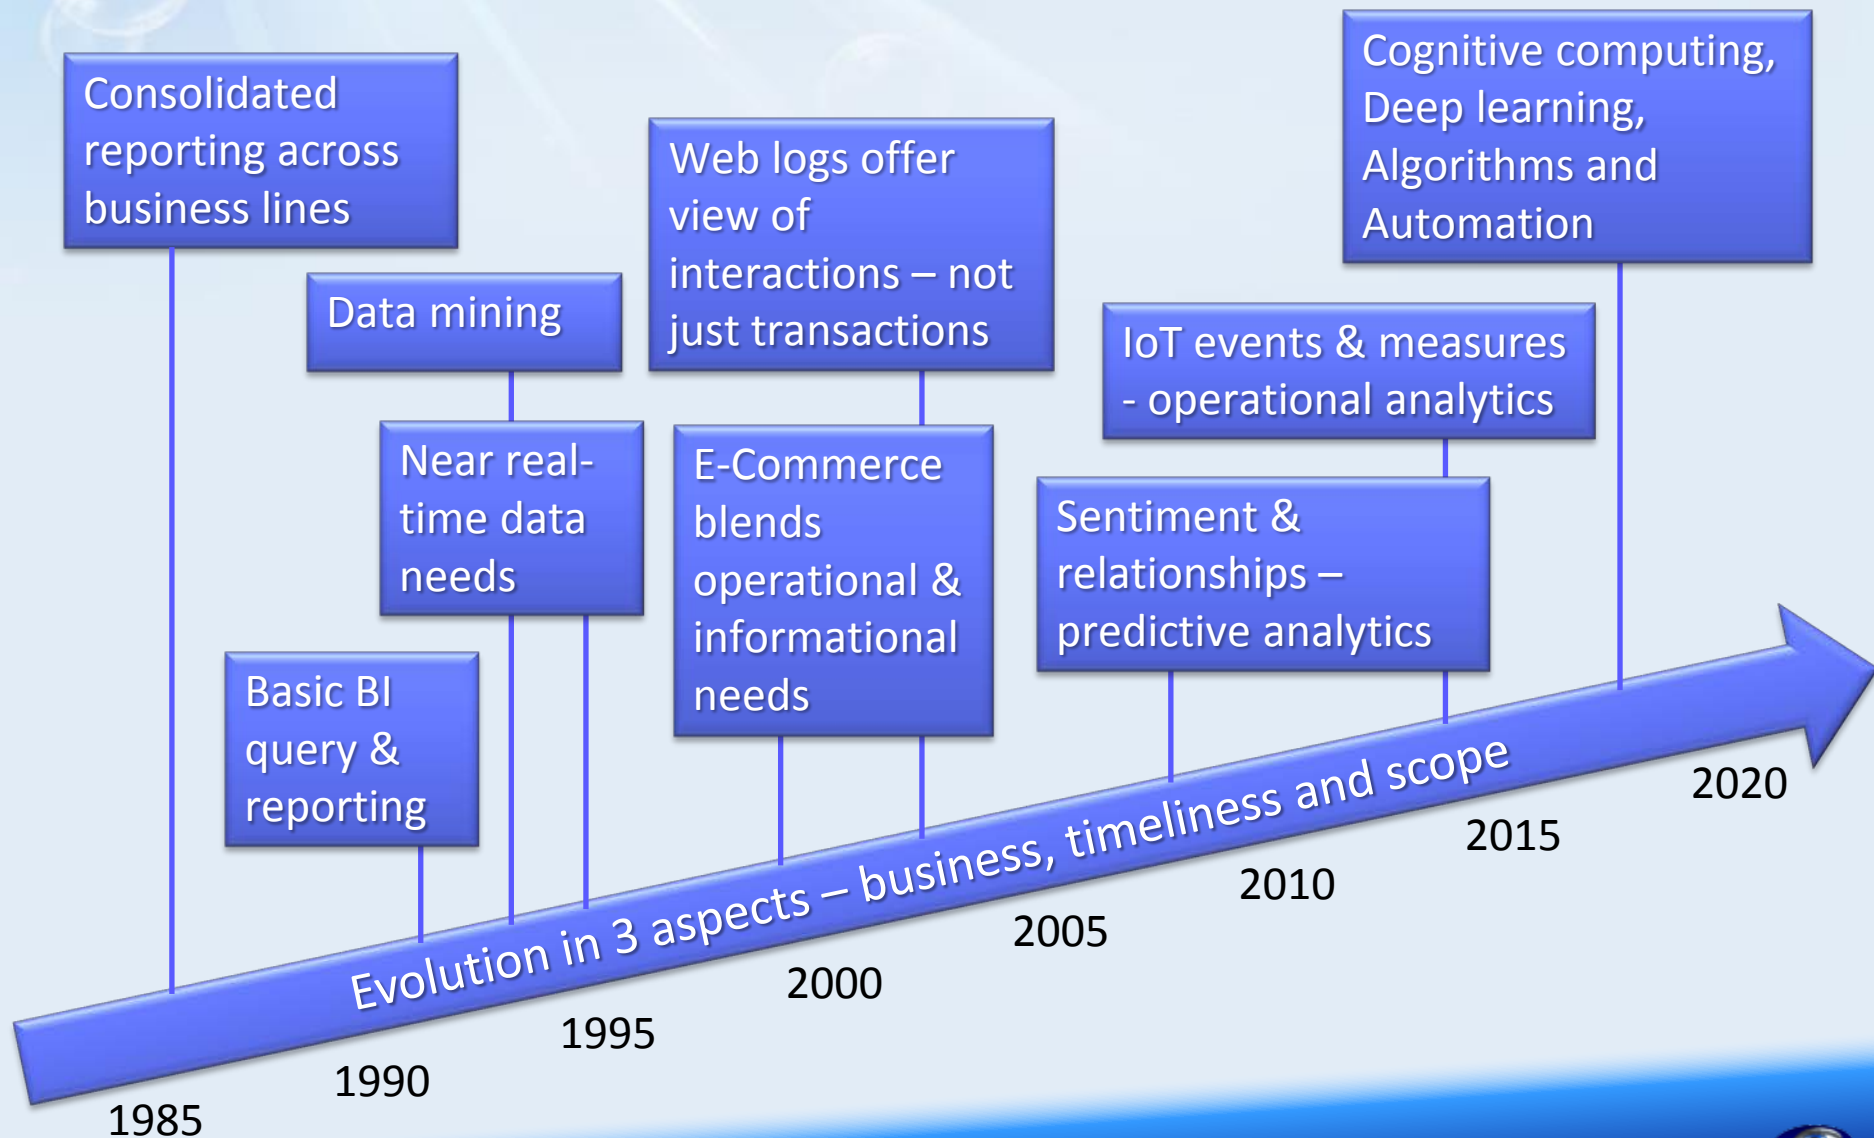 Consolidated
reporting across
business lines
Data mining
Near real-
time data
needs
Basic BI
query &
reporting
Web logs offer
view of
interactions – not
just transactions
E-Commerce
blends
operational &
informational
needs
Cognitive computing,
Deep learning,
Algorithms and
Automation
IoT events & measures
- operational analytics
Sentiment &
relationships –
predictive analytics
Evolution in 3 aspects – business, timeliness and scope
1985
1990
1995
2000
2005
2010
2015
2020